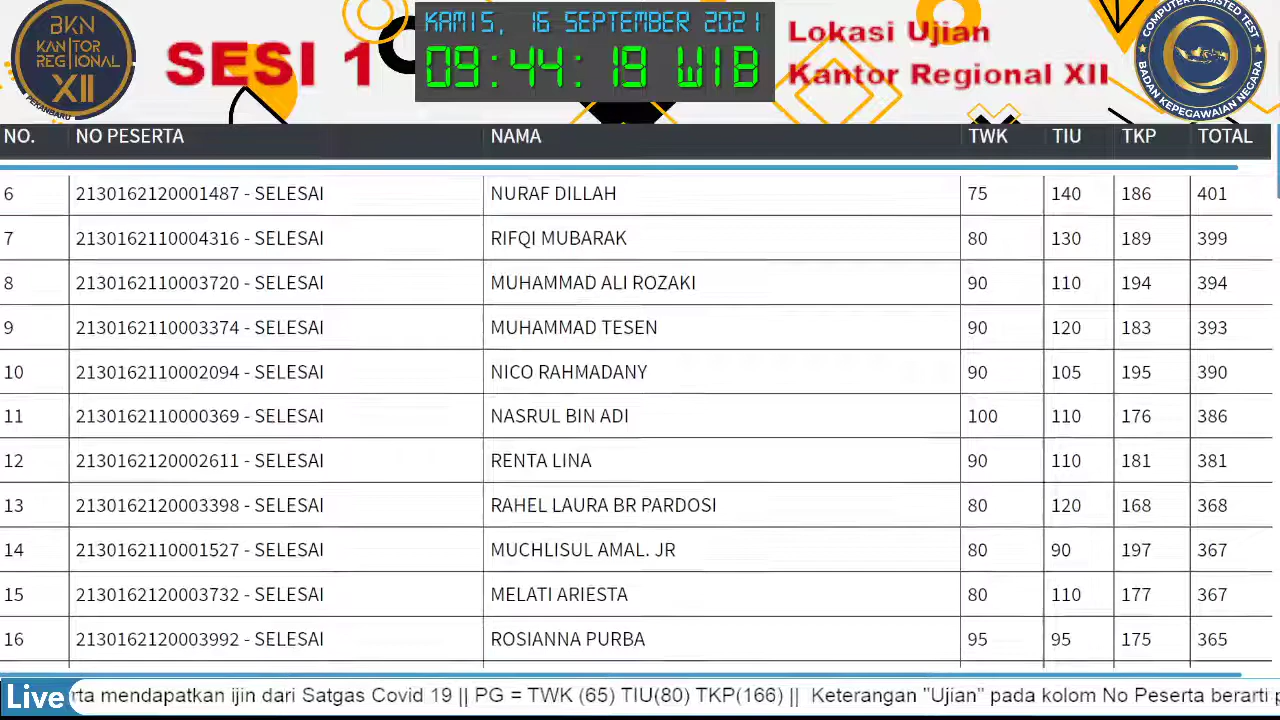 BKN
KANTOR
REGIONAL
XII
PEKANBARU
SESI 1
KAMIS, 16 SEPTEMBER 2021
09:44:19 WIB
Lokasi Ujian
Kantor Regional XII
COMPUTER ASSISTED TEST
BADAN KEPEGAWAIAN NEGARA
NO. NO PESERTA NAMA TWK TIU TKP TOTAL
6 2130162120001487 - SELESAI NURAF DILLAH 75 140 186 401
7 2130162110004316 - SELESAI RIFQI MUBARAK 80 130 189 399
8 2130162110003720 - SELESAI MUHAMMAD ALI ROZAKI 90 110 194 394
9 2130162110003374 - SELESAI MUHAMMAD TESEN 90 120 183 393
10 2130162110002094 - SELESAI NICO RAHMADANY 90 105 195 390
11 2130162110000369 - SELESAI NASRUL BIN ADI 100 110 176 386
12 2130162120002611 - SELESAI RENTA LINA 90 110 181 381
13 2130162120003398 - SELESAI RAHEL LAURA BR PARDOSI 80 120 168 368
14 2130162110001527 - SELESAI MUCHLISUL AMAL. JR 80 90 197 367
15 2130162120003732 - SELESAI MELATI ARIESTA 80 110 177 367
16 2130162120003992 - SELESAI ROSIANNA PURBA 95 95 175 365
Live rta mendapatkan ijin dari Satgas Covid 19 || PG = TWK (65) TIU(80) TKP(166) || Keterangan "Ujian" pada kolom No Peserta berarti